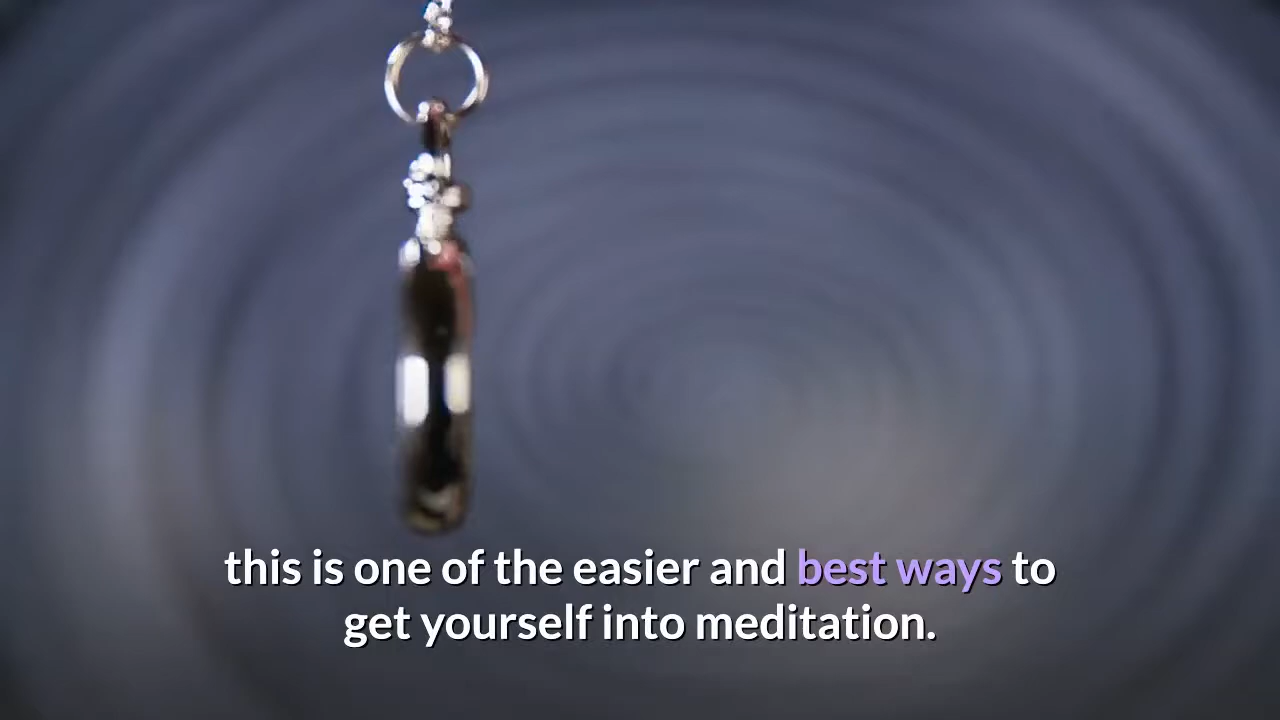 this is one of the easier and best ways to
get yourself into meditation.